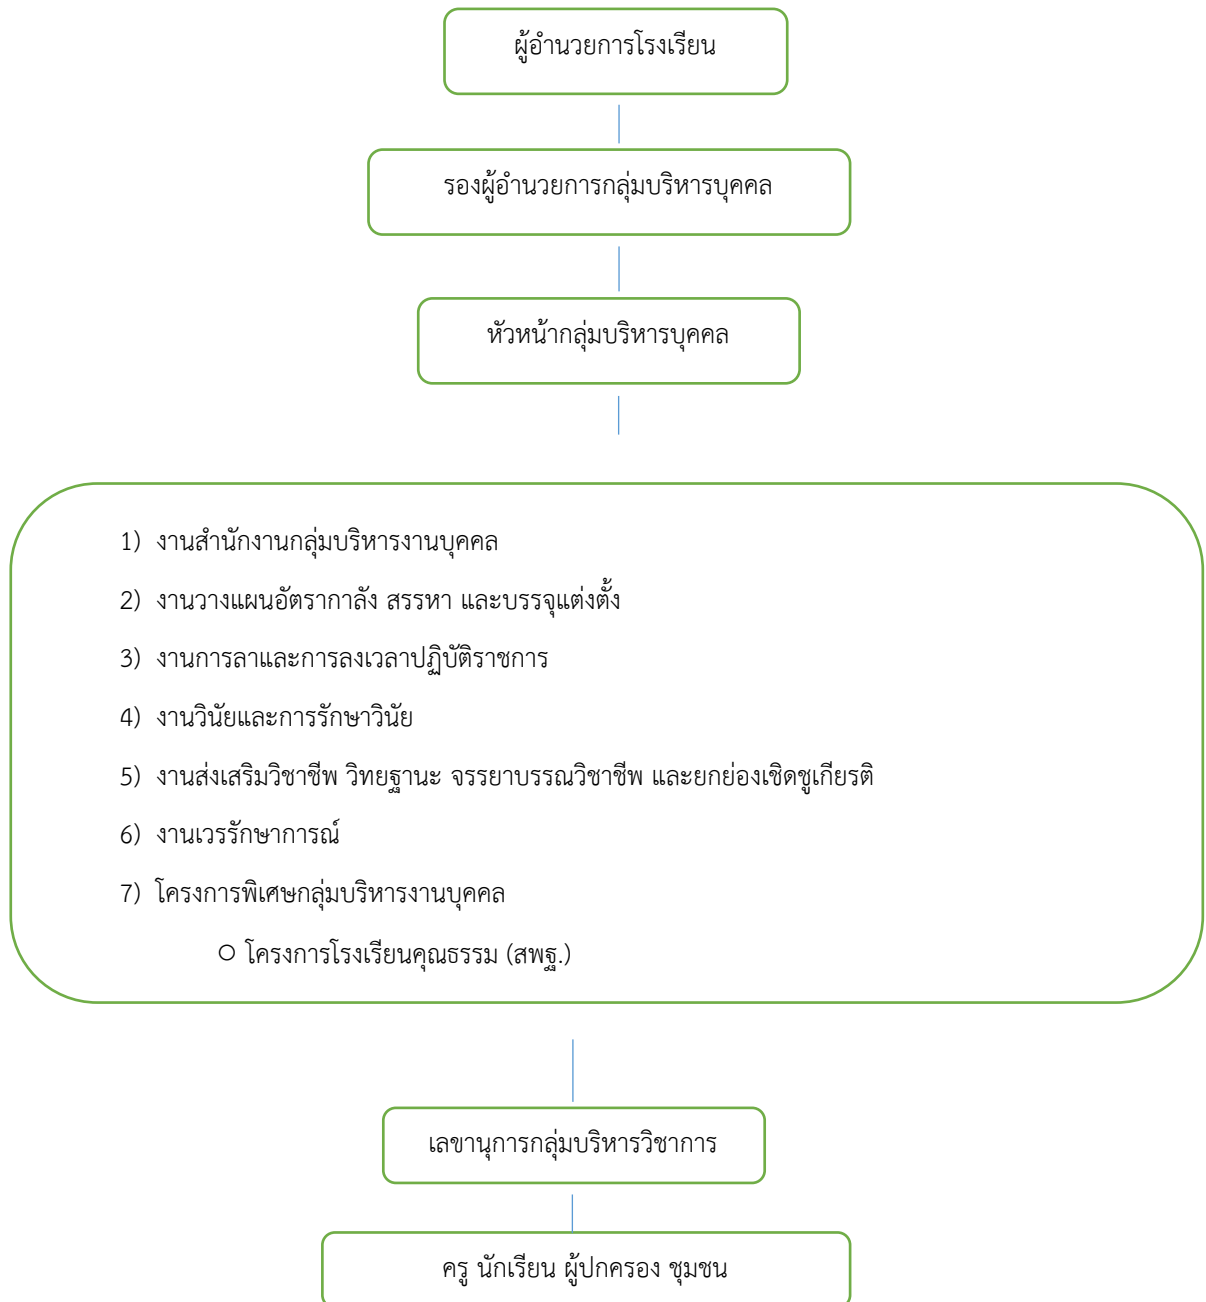 ผู้อำนวยการโรงเรียน
รองผู้อำนวยการกลุ่มบริหารบุคคล
หัวหน้ากลุ่มบริหารบุคคล
1) งานสำนักงานกลุ่มบริหารงานบุคคล
2) งานวางแผนอัตรากาลัง สรรหา และบรรจุแต่งตั้ง
3) งานการลาและการลงเวลาปฏิบัติราชการ
4) งานวินัยและการรักษาวินัย
5) งานส่งเสริมวิชาชีพ วิทยฐานะ จรรยาบรรณวิชาชีพ และยกย่องเชิดชูเกียรติ
6) งานเวรรักษาการณ์
7) โครงการพิเศษกลุ่มบริหารงานบุคคล
○ โครงการโรงเรียนคุณธรรม (สพฐ.)
เลขานุการกลุ่มบริหารวิชาการ
ครู นักเรียน ผู้ปกครอง ชุมชน